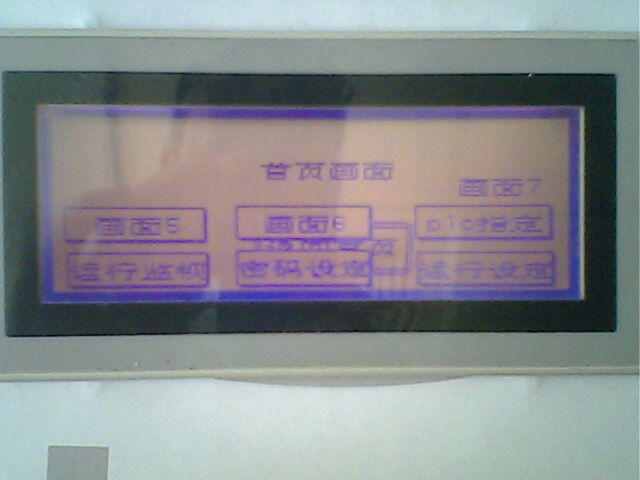 首页画面
画面7
画面5
画面6
plc指定
运行监视
密码设定
运行设定